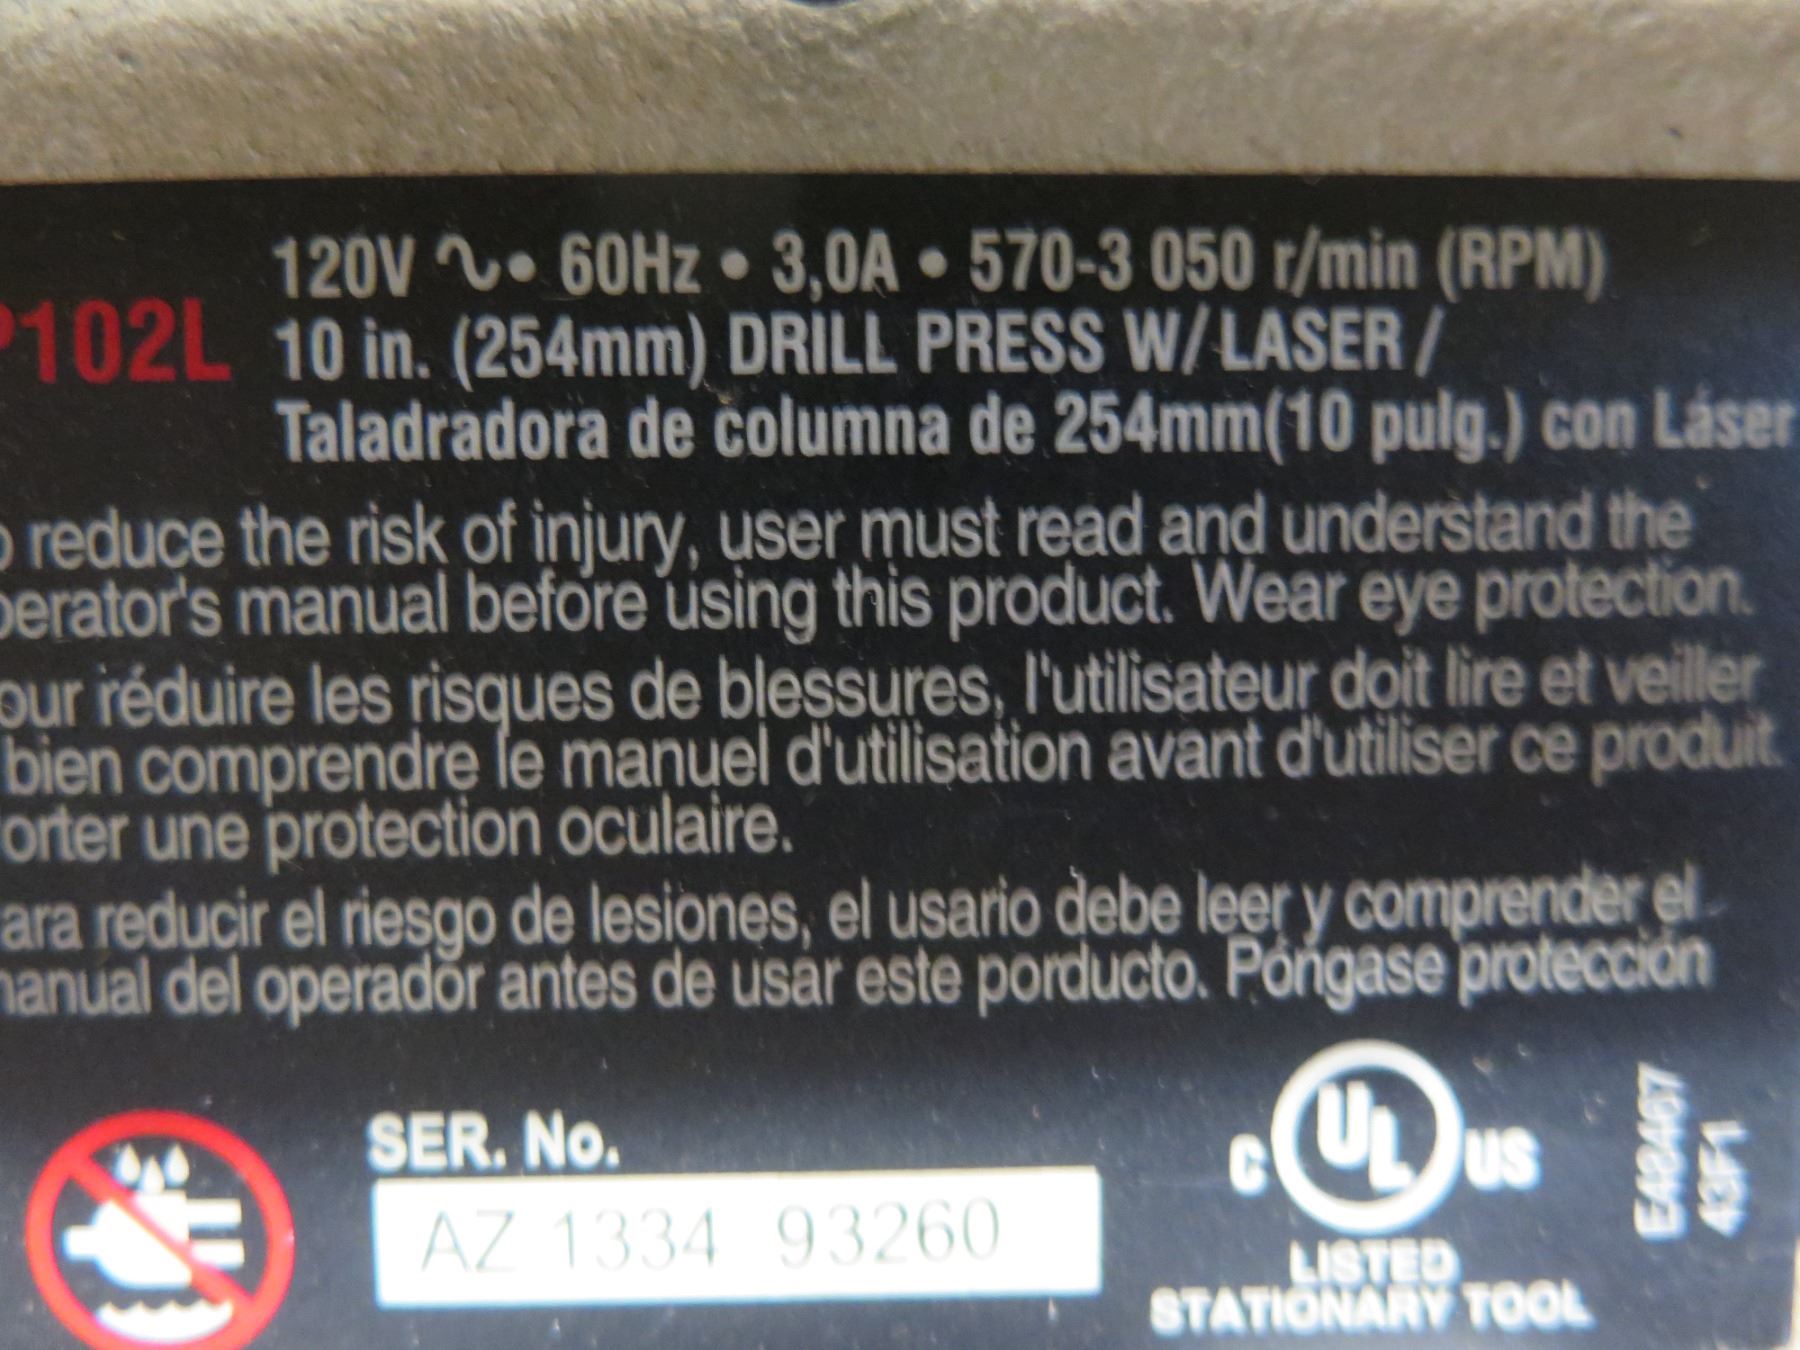 120V ∿ • 60Hz • 3,0A • 570-3 050 r/min (RPM)
P102L 10 in. (254mm) DRILL PRESS W/ LASER /
Taladradora de columna de 254mm(10 pulg.) con Láser
o reduce the risk of injury, user must read and understand the
perator's manual before using this product. Wear eye protection.
our réduire les risques de blessures, l'utilisateur doit lire et veiller
bien comprendre le manuel d'utilisation avant d'utiliser ce produit.
orter une protection oculaire.
ara reducir el riesgo de lesiones, el usario debe leer y comprender el
manual del operador antes de usar este porducto. Póngase protección
SER. No.
AZ 1334 93260
C UL US
LISTED
STATIONARY TOOL
E48467
43F1